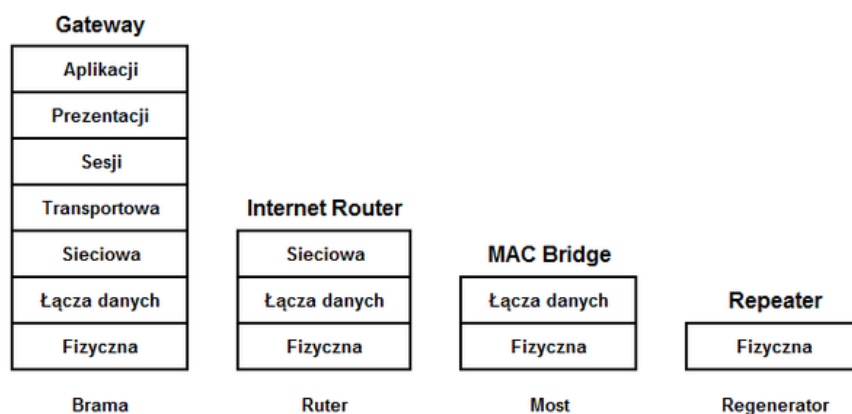 Gateway
Aplikacji
Prezentacji
Sesji
Transportowa
Sieciowa
Łącza danych
Fizyczna
Brama
Internet Router
Sieciowa
Łącza danych
Fizyczna
Ruter
MAC Bridge
Łącza danych
Fizyczna
Most
Repeater
Fizyczna
Regenerator